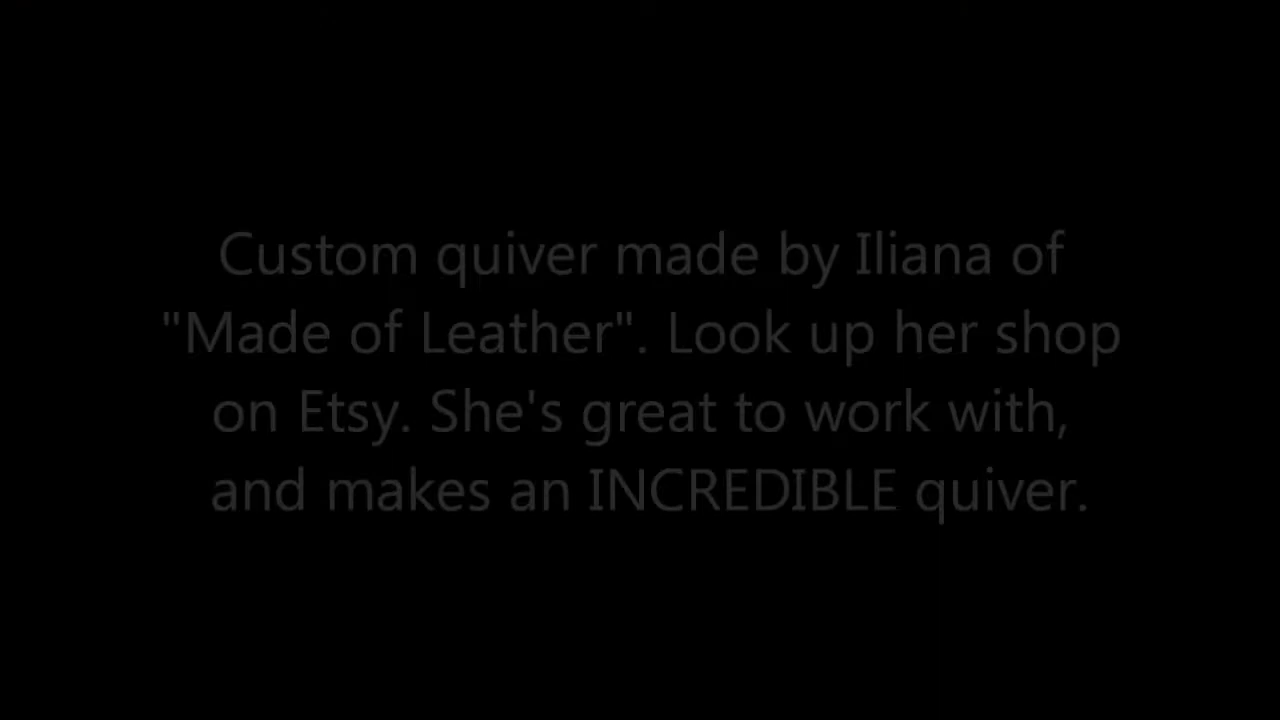 Custom quiver made by Iliana of
"Made of Leather". Look up her shop
on Etsy. She's great to work with,
and makes an INCREDIBLE quiver.